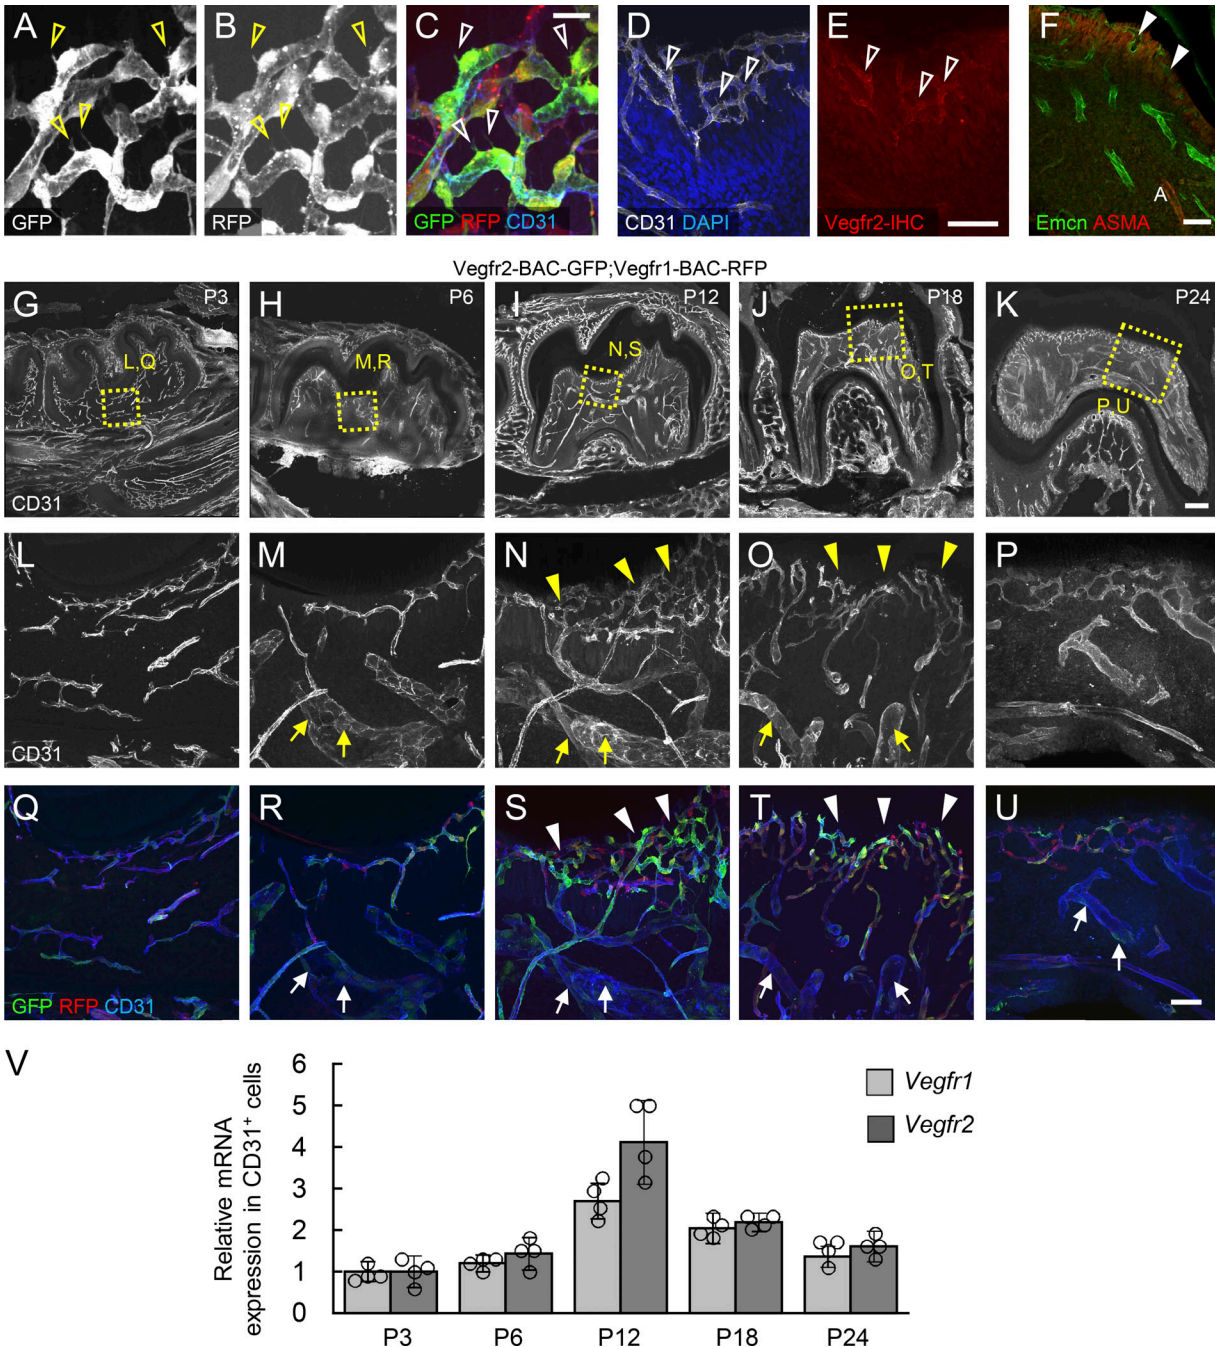 A
GFP
B
RFP
C
GFP RFP CD31
D
CD31 DAPI
E
Vegfr2-IHC
F
A
Emcn ASMA
Vegfr2-BAC-GFP;Vegfr1-BAC-RFP
G
P3
L,Q
CD31
H
P6
M,R
I
P12
N,S
J
P18
O,T
K
P24
P,U
L
CD31
M
N
O
P
Q
GFP RFP CD31
R
S
T
U
V
Relative mRNA
expression in CD31⁺ cells
6
5
4
3
2
1
0
P3
P6
P12
P18
P24
Vegfr1
Vegfr2